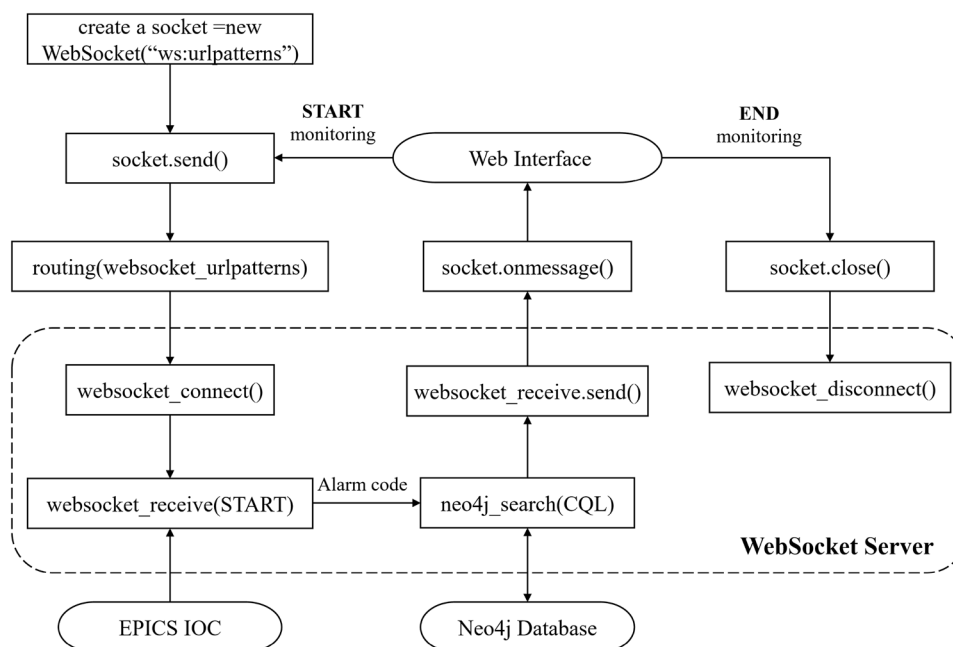 create a socket =new
WebSocket(“ws:urlpatterns”)
START
monitoring
END
monitoring
socket.send()
Web Interface
routing(websocket_urlpatterns)
socket.onmessage()
socket.close()
websocket_connect()
websocket_receive.send()
websocket_disconnect()
websocket_receive(START)
Alarm code
neo4j_search(CQL)
WebSocket Server
EPICS IOC
Neo4j Database